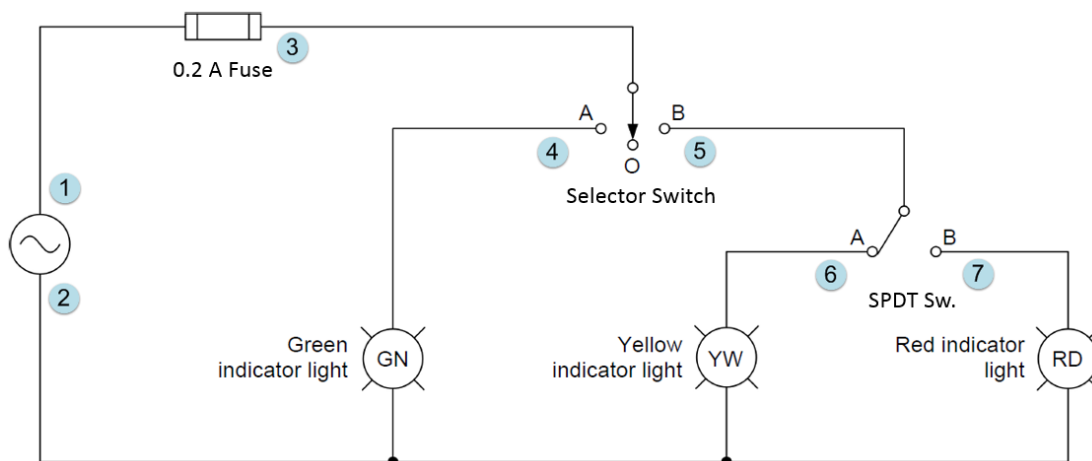 3
0.2 A Fuse
A
B
4
5
O
Selector Switch
1
2
A
B
6
7
SPDT Sw.
Green
indicator light
GN
Yellow
indicator light
YW
Red indicator
light
RD